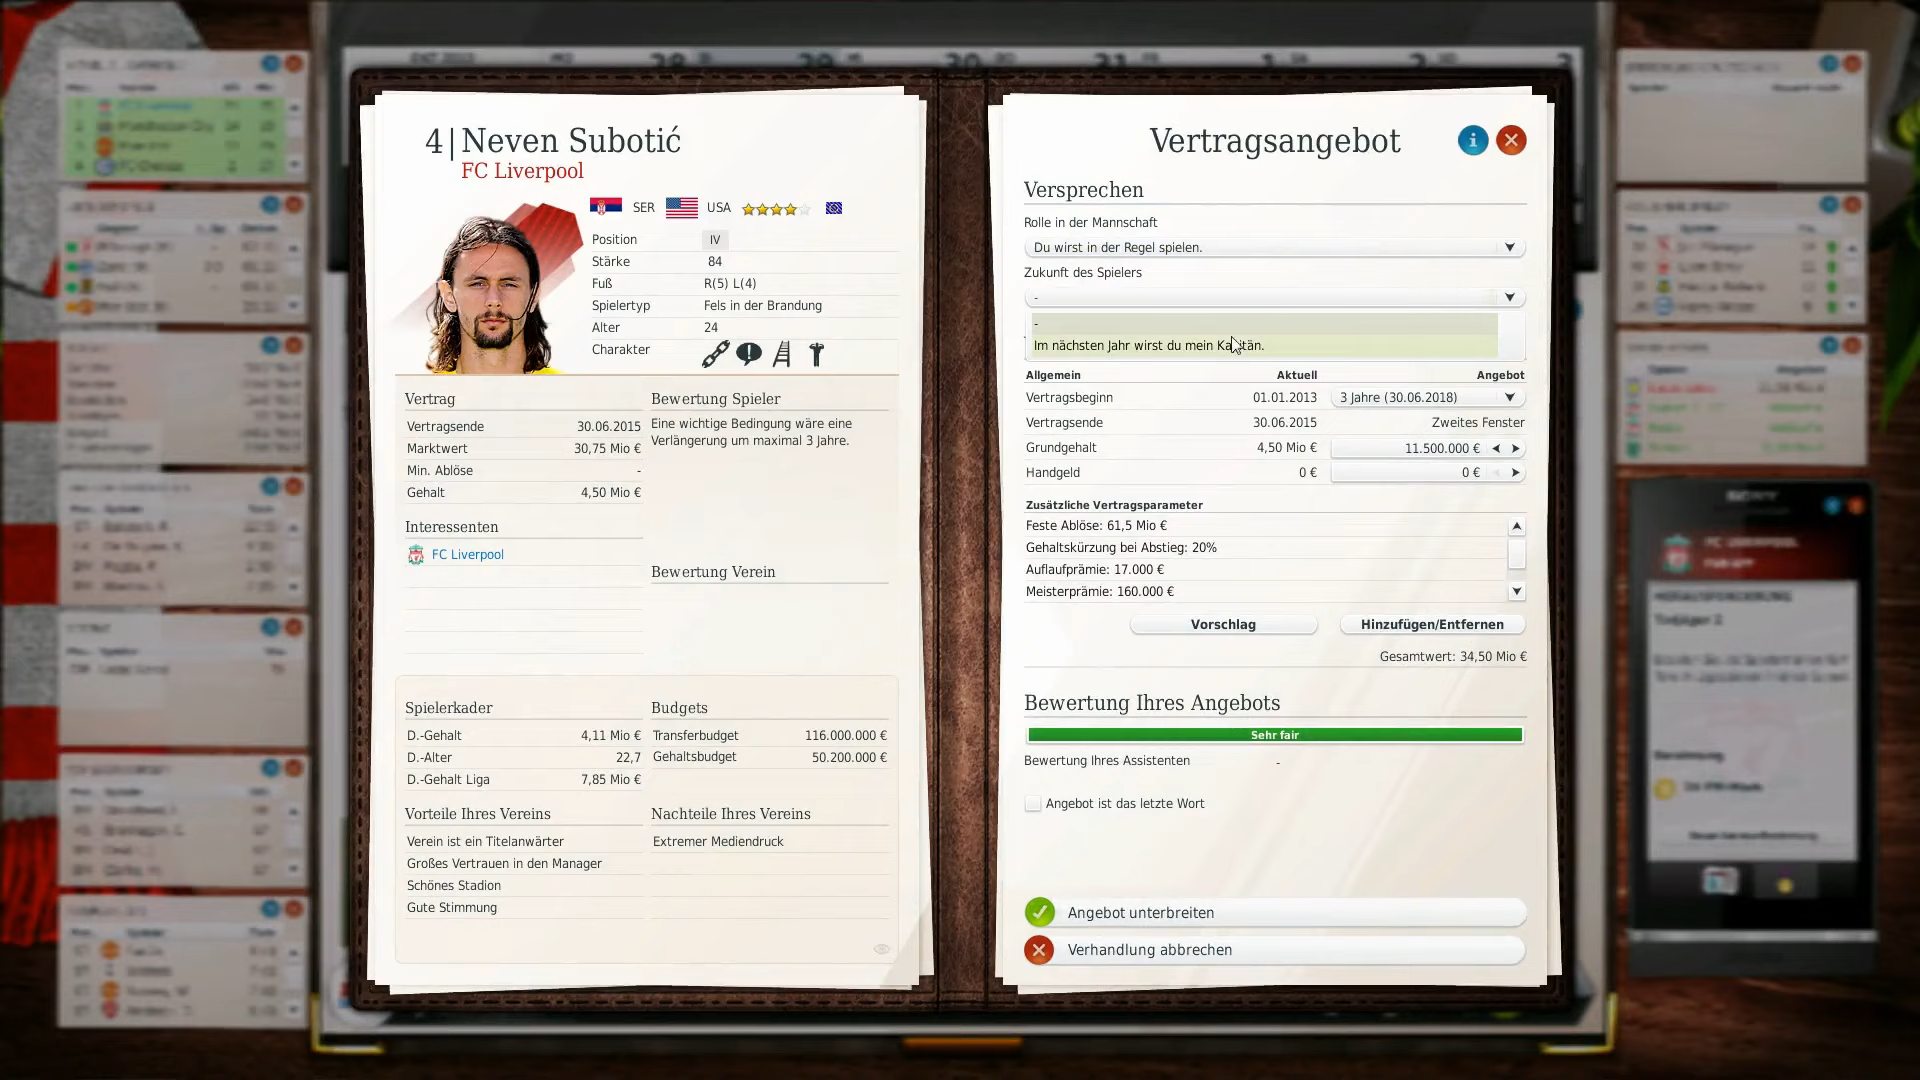 4| Neven Subotić
FC Liverpool
SER USA
Position IV
Stärke 84
Fuß R(5) L(4)
Spielertyp Fels in der Brandung
Alter 24
Charakter
Vertrag
Vertragsende 30.06.2015
Marktwert 30,75 Mio €
Min. Ablöse -
Gehalt 4,50 Mio €
Interessenten
FC Liverpool
Bewertung Spieler
Eine wichtige Bedingung wäre eine
Verlängerung um maximal 3 Jahre.
Bewertung Verein
Spielerkader
D.-Gehalt 4,11 Mio €
D.-Alter 22,7
D.-Gehalt Liga 7,85 Mio €
Budgets
Transferbudget 116.000.000 €
Gehaltsbudget 50.200.000 €
Vorteile Ihres Vereins
Verein ist ein Titelanwärter
Großes Vertrauen in den Manager
Schönes Stadion
Gute Stimmung
Nachteile Ihres Vereins
Extremer Mediendruck
Vertragsangebot
Versprechen
Rolle in der Mannschaft
Du wirst in der Regel spielen.
Zukunft des Spielers
-
-
Im nächsten Jahr wirst du mein Kapitän.
Allgemein Aktuell Angebot
Vertragsbeginn 01.01.2013 3 Jahre (30.06.2018)
Vertragsende 30.06.2015 Zweites Fenster
Grundgehalt 4,50 Mio € 11.500.000 €
Handgeld 0 € 0 €
Zusätzliche Vertragsparameter
Feste Ablöse: 61,5 Mio €
Gehaltskürzung bei Abstieg: 20%
Auflaufprämie: 17.000 €
Meisterprämie: 160.000 €
Vorschlag Hinzufügen/Entfernen
Gesamtwert: 34,50 Mio €
Bewertung Ihres Angebots
Sehr fair
Bewertung Ihres Assistenten -
Angebot ist das letzte Wort
Angebot unterbreiten
Verhandlung abbrechen